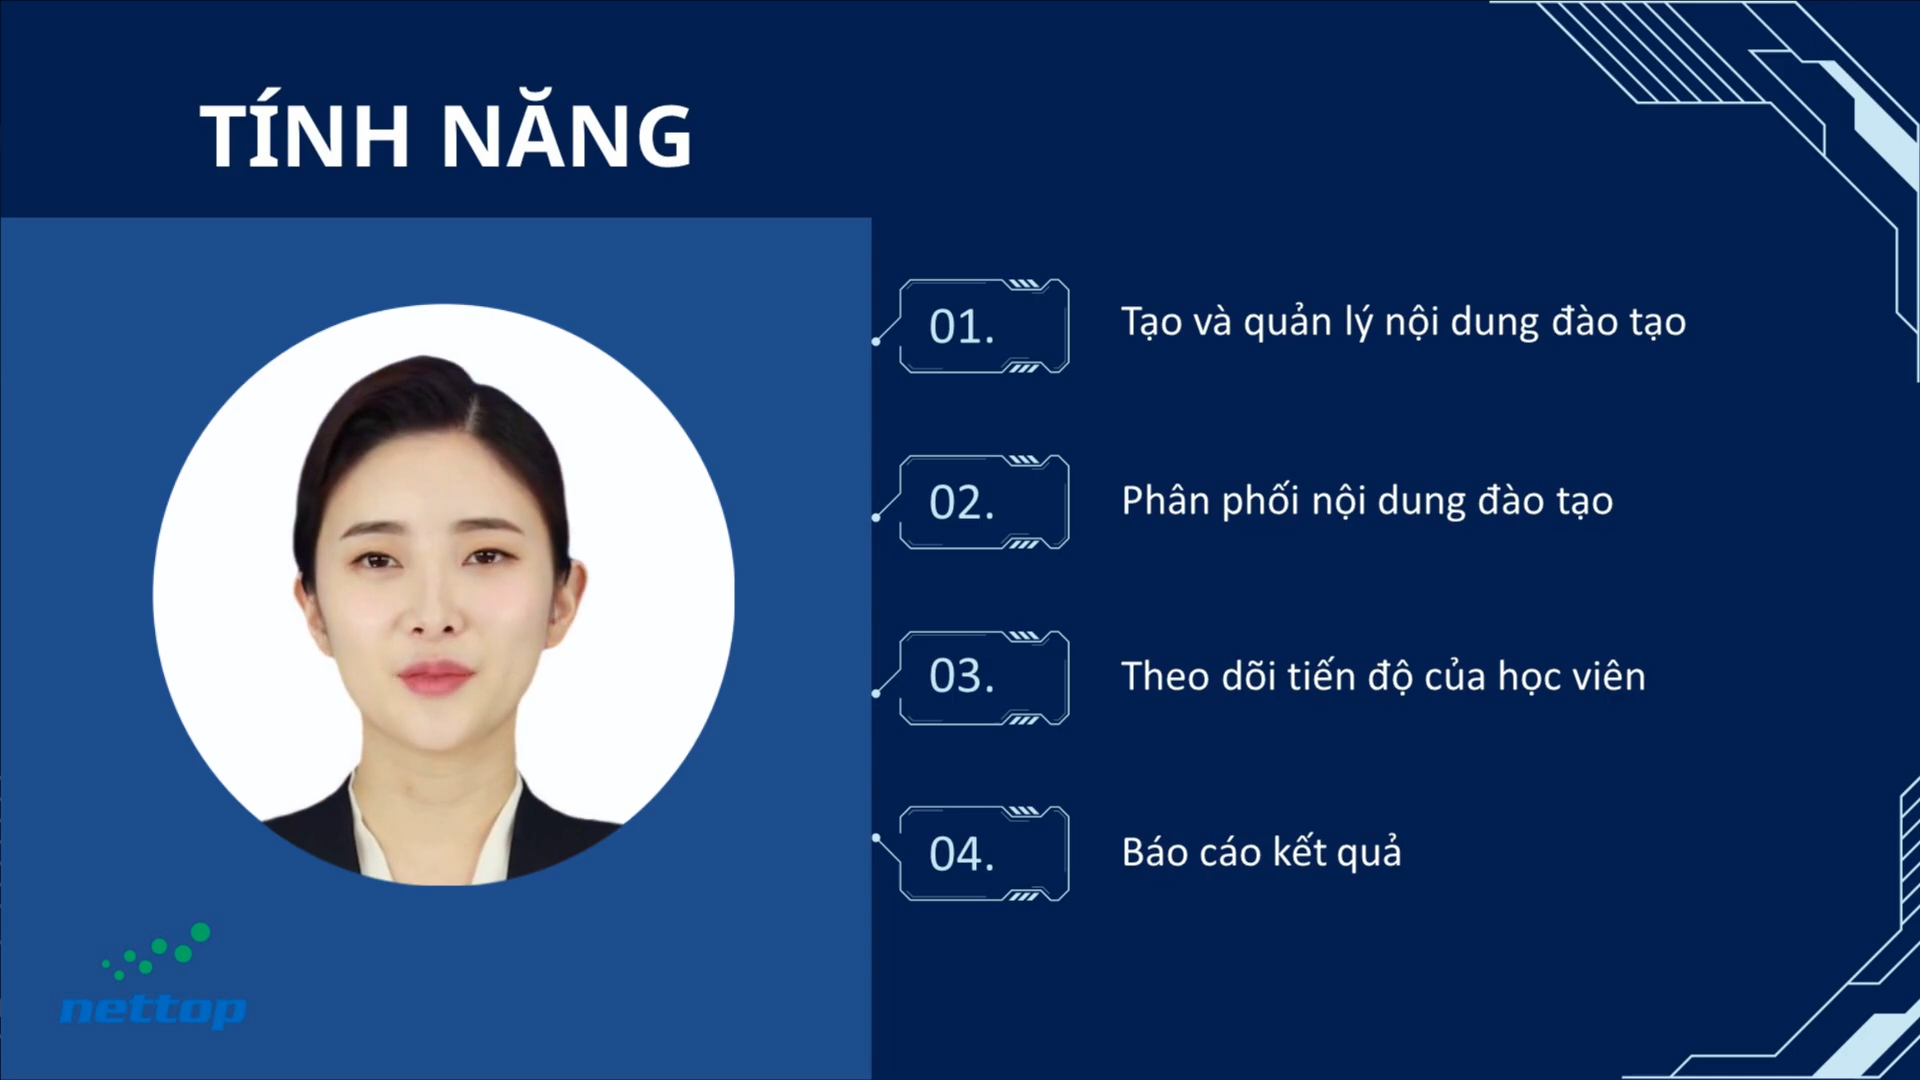 TÍNH NĂNG
01.
Tạo và quản lý nội dung đào tạo
02.
Phân phối nội dung đào tạo
03.
Theo dõi tiến độ của học viên
04.
Báo cáo kết quả
nettop